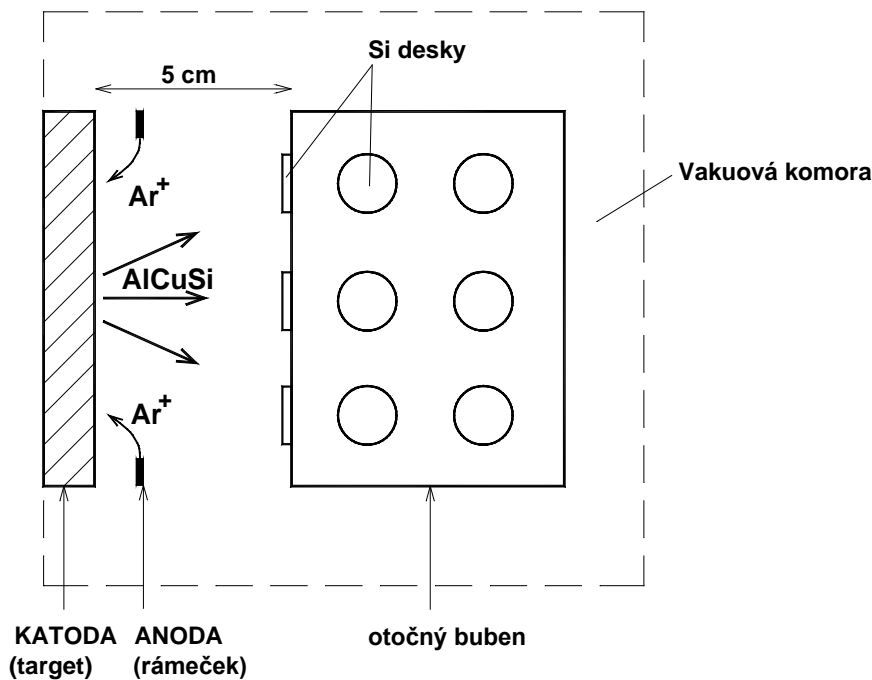 Si desky
5 cm
Vakuová komora
Ar+
AlCuSi
Ar+
KATODA
(target)
ANODA
(rámeček)
otočný buben